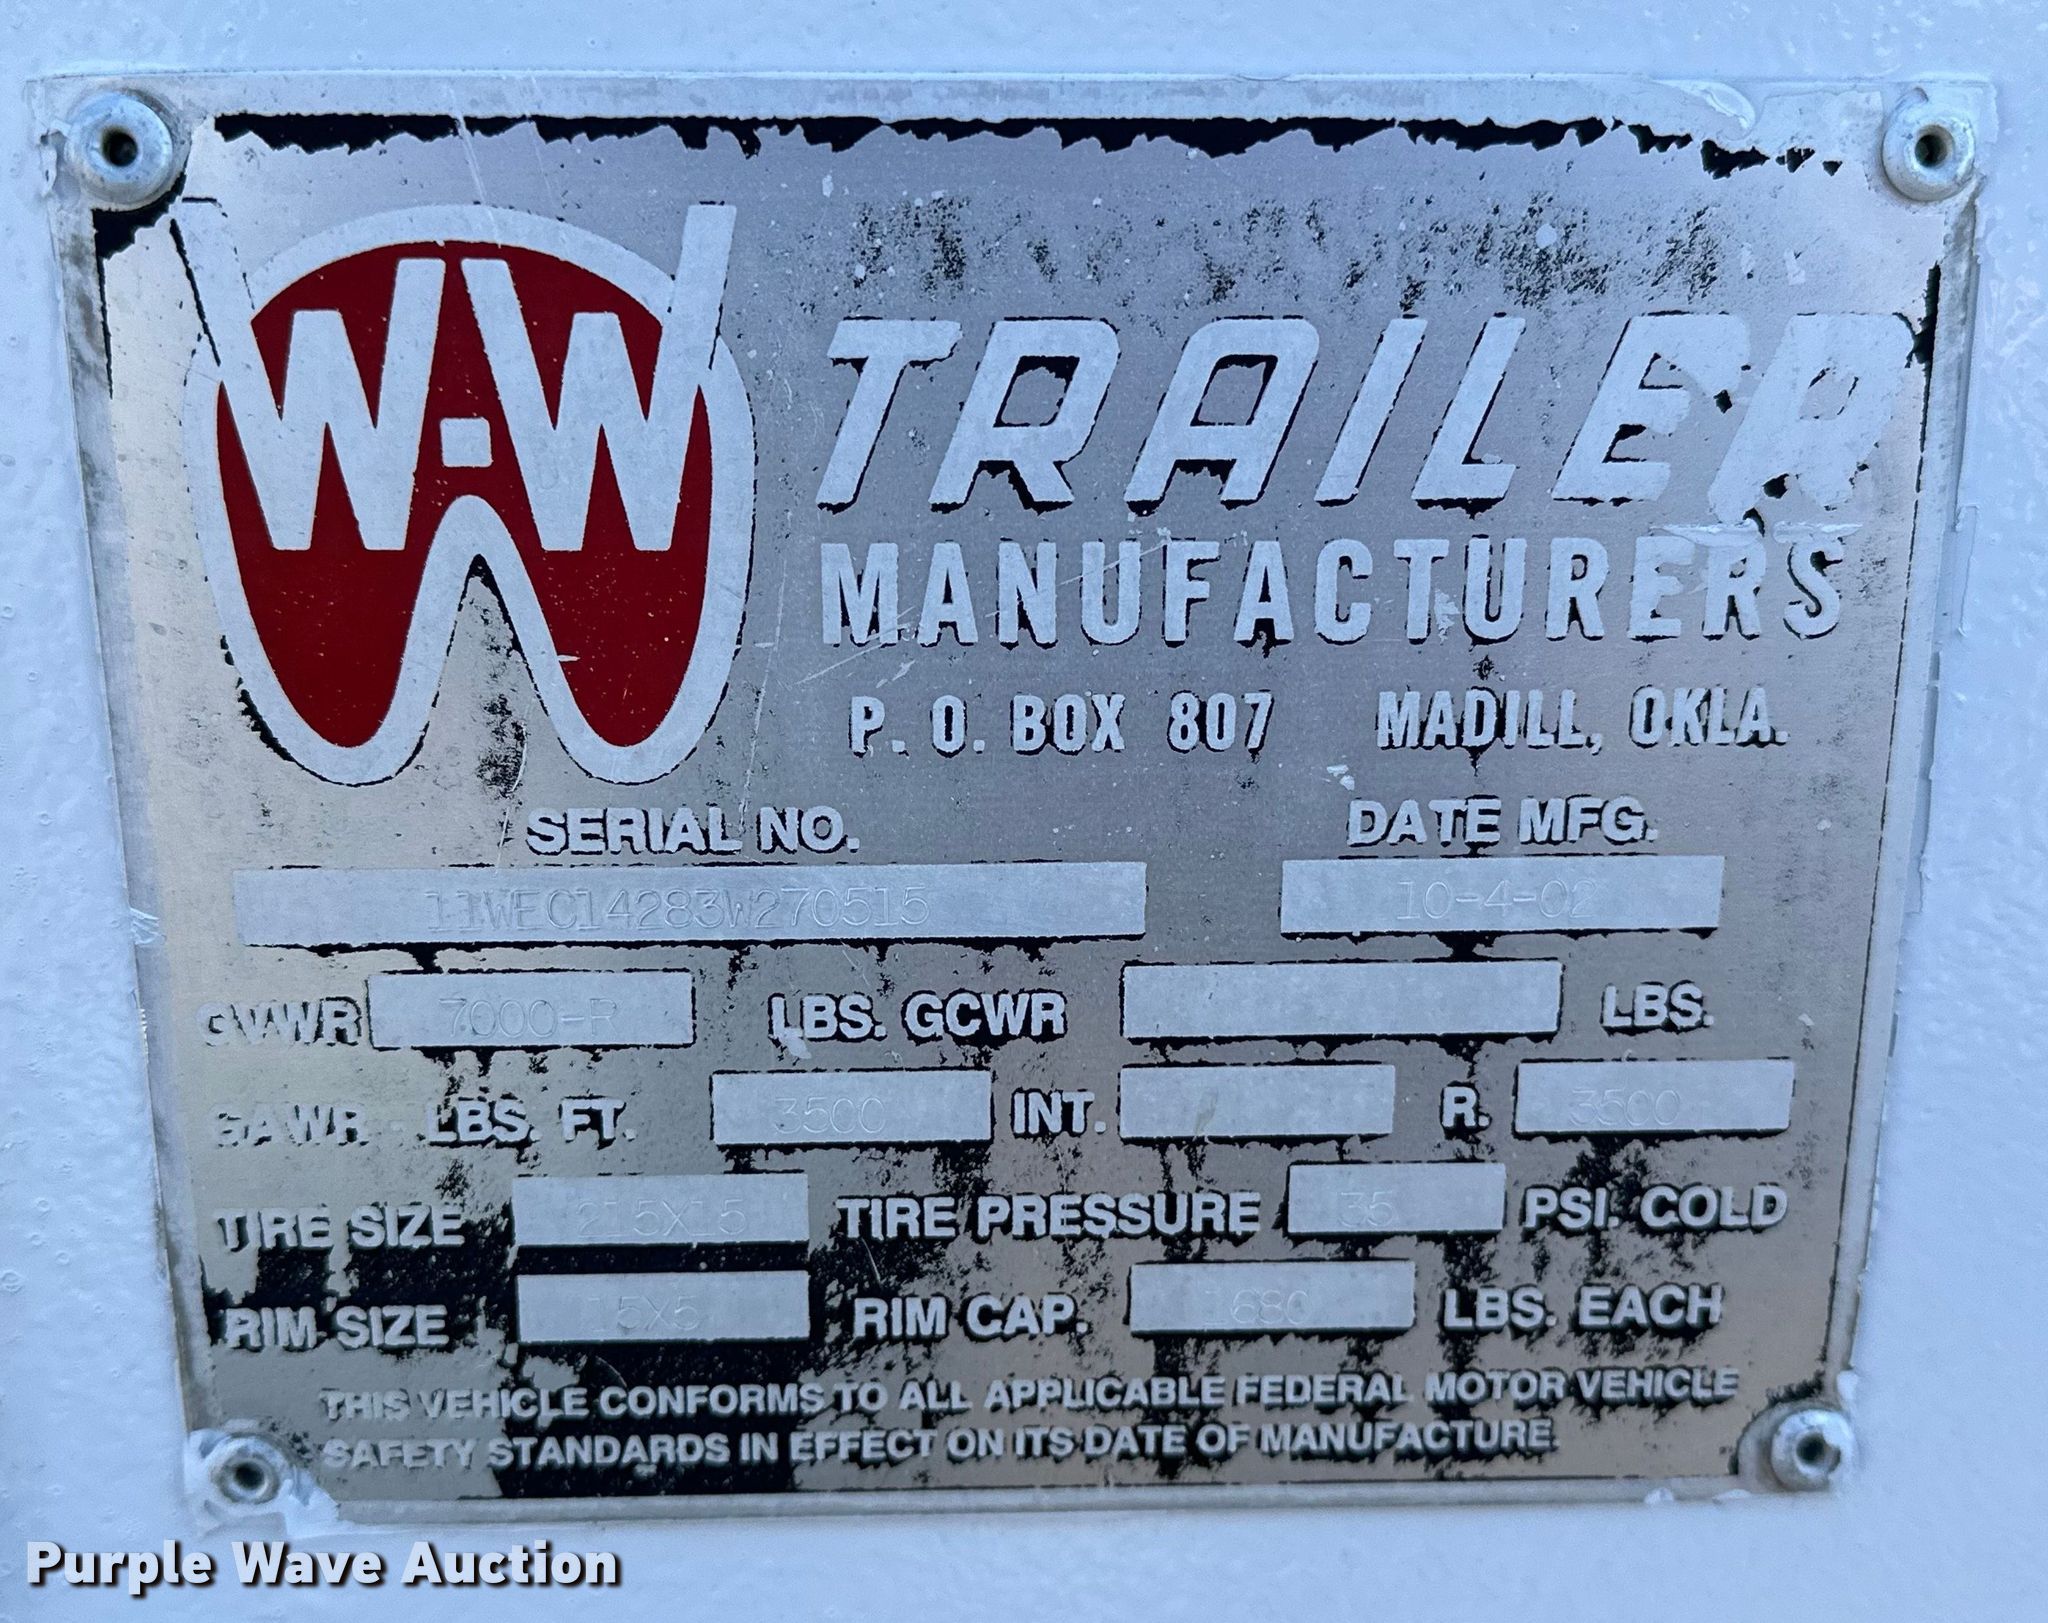 W-W TRAILER
MANUFACTURERS
P. O. BOX 807 MADILL, OKLA.
SERIAL NO. DATE MFG.
11WEC14283W270515 10-4-02
GVWR 7000-R LBS. GCWR LBS.
GAWR - LBS. FT. 3500 INT. R. 3500
TIRE SIZE 215X15 TIRE PRESSURE 35 PSI. COLD
RIM SIZE 15X5 RIM CAP. 1680 LBS. EACH
THIS VEHICLE CONFORMS TO ALL APPLICABLE FEDERAL MOTOR VEHICLE
SAFETY STANDARDS IN EFFECT ON ITS DATE OF MANUFACTURE.
Purple Wave Auction